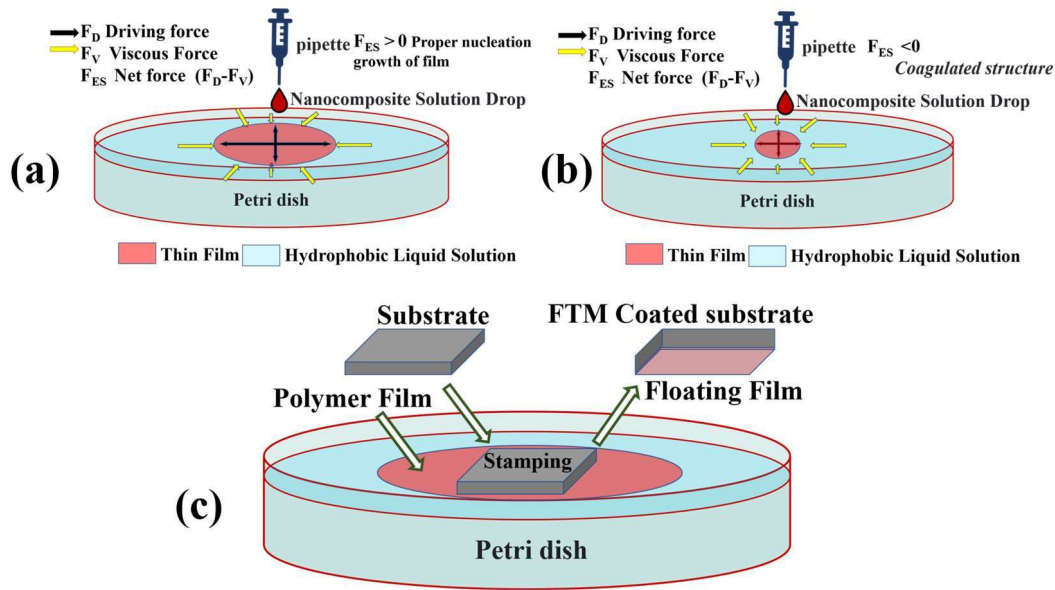 F_D Driving force
F_V Viscous Force
F_ES Net force (F_D-F_V)
pipette F_ES > 0 Proper nucleation
growth of film
Nanocomposite Solution Drop
(a)
Petri dish
Thin Film Hydrophobic Liquid Solution
F_D Driving force
F_V Viscous Force
F_ES Net force (F_D-F_V)
pipette F_ES <0
Coagulated structure
Nanocomposite Solution Drop
(b)
Petri dish
Thin Film Hydrophobic Liquid Solution
Substrate
FTM Coated substrate
Polymer Film
Floating Film
Stamping
(c)
Petri dish